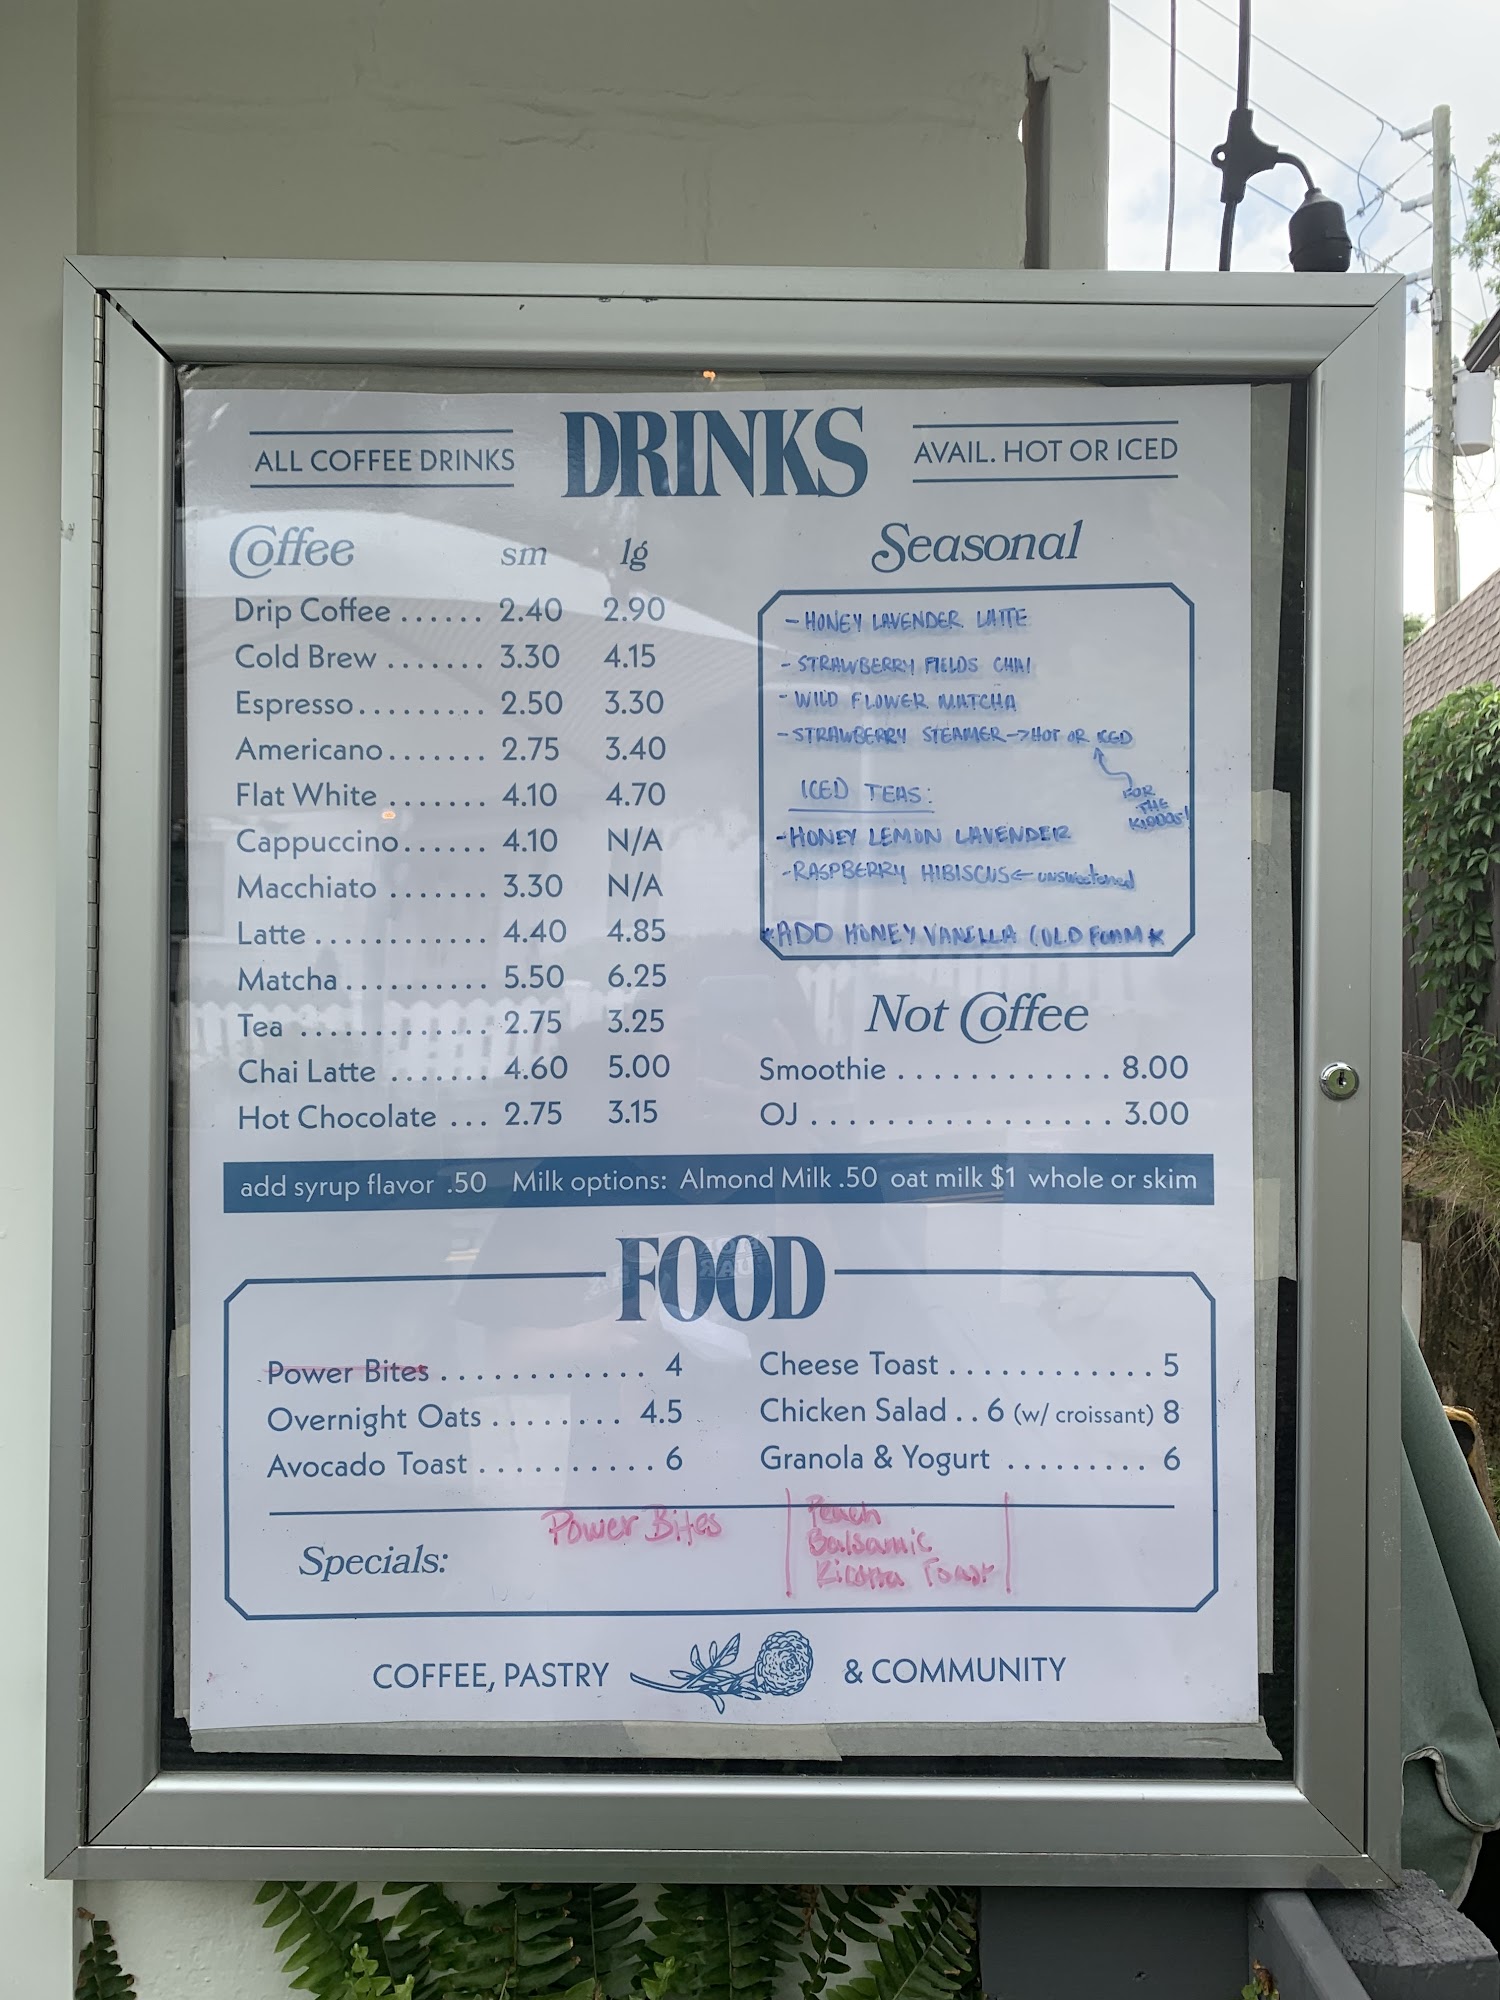 ALL COFFEE DRINKS DRINKS AVAIL. HOT OR ICED
Coffee sm lg
Drip Coffee ...... 2.40 2.90
Cold Brew ....... 3.30 4.15
Espresso......... 2.50 3.30
Americano....... 2.75 3.40
Flat White ....... 4.10 4.70
Cappuccino...... 4.10 N/A
Macchiato ....... 3.30 N/A
Latte ............ 4.40 4.85
Matcha .......... 5.50 6.25
Tea ............. 2.75 3.25
Chai Latte ....... 4.60 5.00
Hot Chocolate ... 2.75 3.15
Seasonal
- HONEY LAVENDER LATTE
- STRAWBERRY FIELDS CHAI
- WILD FLOWER MATCHA
- STRAWBERRY STEAMER -> HOT OR ICED
FOR
THE
KIDDOS!
ICED TEAS:
- HONEY LEMON LAVENDER
- RASPBERRY HIBISCUS ← unsweetened
*ADD HONEY VANILLA COLD FOAM*
Not Coffee
Smoothie ............ 8.00
OJ ................ 3.00
add syrup flavor .50 Milk options: Almond Milk .50 oat milk $1 whole or skim
FOOD
Power Bites ............ 4
Overnight Oats ........ 4.5
Avocado Toast .......... 6
Cheese Toast ............ 5
Chicken Salad .. 6 (w/ croissant) 8
Granola & Yogurt ......... 6
Specials:
Power Bites
Peach
Balsamic
Ricotta Toast
COFFEE, PASTRY & COMMUNITY